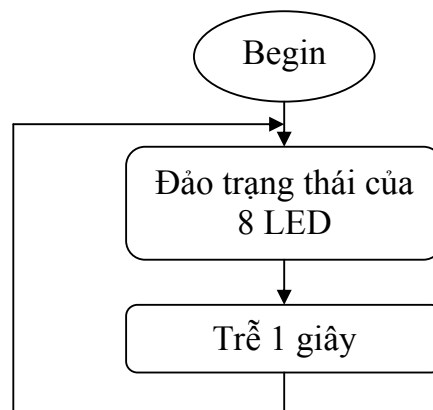 Begin
Đảo trạng thái của
8 LED
Trễ 1 giây